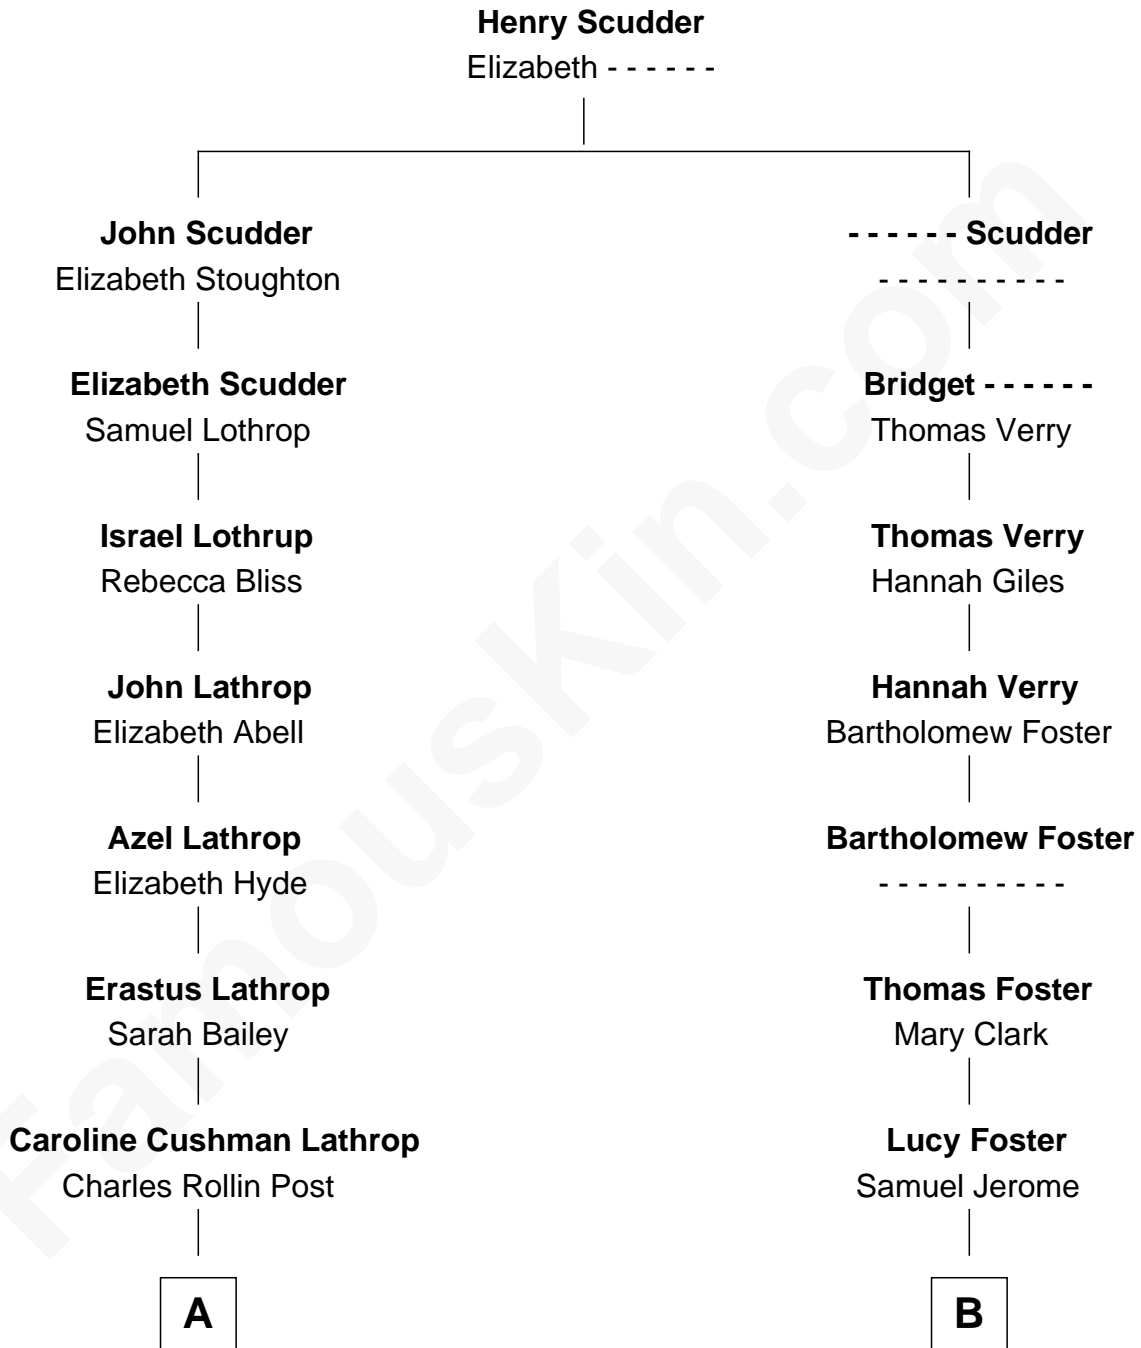 Henry Scudder
Elizabeth - - - - - -
John Scudder
Elizabeth Stoughton
- - - - - - Scudder
- - - - - - - - - -
Elizabeth Scudder
Samuel Lothrop
Bridget - - - - - -
Thomas Verry
Israel Lothrup
Rebecca Bliss
Thomas Verry
Hannah Giles
John Lathrop
Elizabeth Abell
Hannah Verry
Bartholomew Foster
Azel Lathrop
Elizabeth Hyde
Bartholomew Foster
- - - - - - - - - -
Erastus Lathrop
Sarah Bailey
Thomas Foster
Mary Clark
Caroline Cushman Lathrop
Charles Rollin Post
Lucy Foster
Samuel Jerome
A
B
FamousKin.com